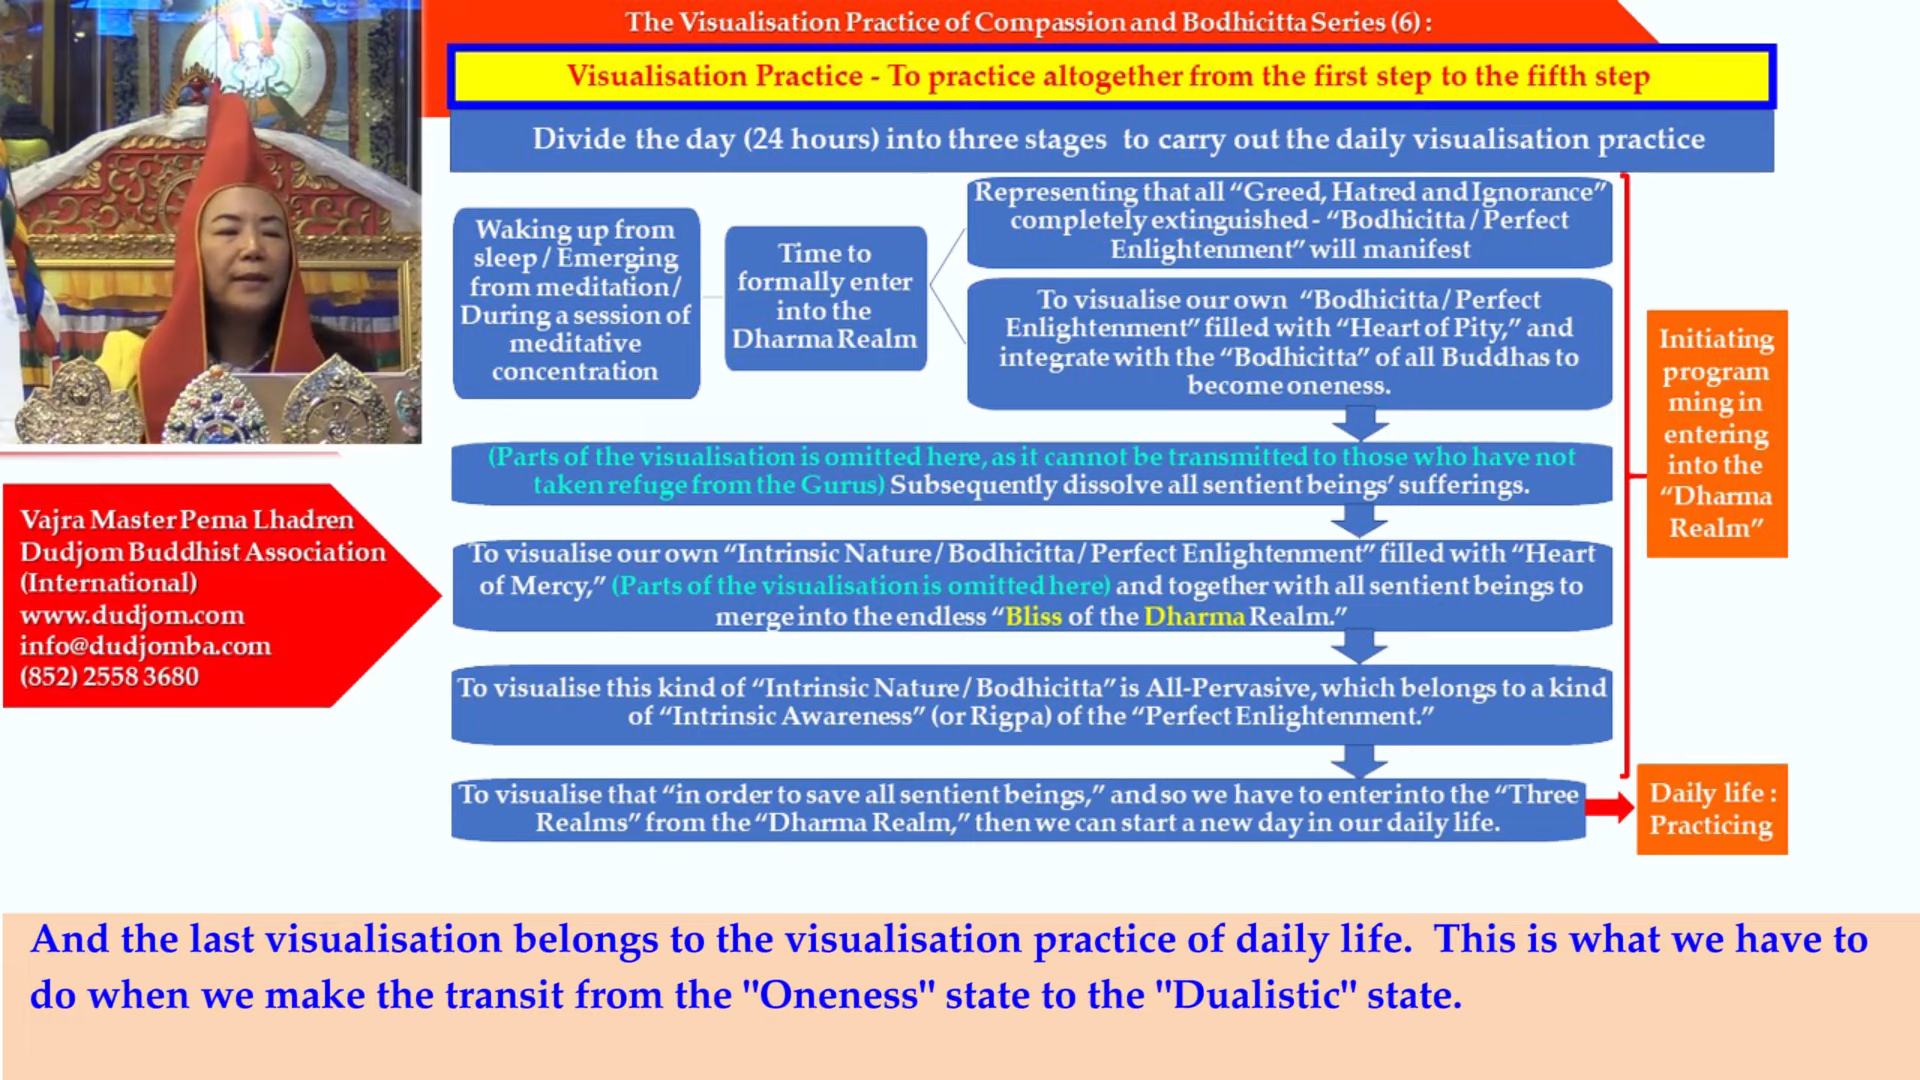 The Visualisation Practice of Compassion and Bodhicitta Series (6) :
Visualisation Practice - To practice altogether from the first step to the fifth step
Divide the day (24 hours) into three stages to carry out the daily visualisation practice
Waking up from
sleep / Emerging
from meditation/
During a session of
meditative
concentration
Time to
formally enter
into the
Dharma Realm
Representing that all “Greed, Hatred and Ignorance”
completely extinguished- “Bodhicitta / Perfect
Enlightenment” will manifest
To visualise our own “Bodhicitta/ Perfect
Enlightenment” filled with “Heart of Pity,” and
integrate with the “Bodhicitta” of all Buddhas to
become oneness.
(Parts of the visualisation is omitted here, as it cannot be transmitted to those who have not
taken refuge from the Gurus) Subsequently dissolve all sentient beings’ sufferings.
To visualise our own “Intrinsic Nature/ Bodhicitta/ Perfect Enlightenment” filled with “Heart
of Mercy,” (Parts of the visualisation is omitted here) and together with all sentient beings to
merge into the endless “Bliss of the Dharma Realm.”
To visualise this kind of “Intrinsic Nature/ Bodhicitta” is All-Pervasive, which belongs to a kind
of “Intrinsic Awareness” (or Rigpa) of the “Perfect Enlightenment.”
To visualise that “in order to save all sentient beings,” and so we have to enter into the “Three
Realms” from the “Dharma Realm,” then we can start a new day in our daily life.
Initiating
program
ming in
entering
into the
“Dharma
Realm”
Daily life :
Practicing
Vajra Master Pema Lhadren
Dudjom Buddhist Association
(International)
www.dudjom.com
info@dudjomba.com
(852) 2558 3680
And the last visualisation belongs to the visualisation practice of daily life. This is what we have to
do when we make the transit from the "Oneness" state to the "Dualistic" state.